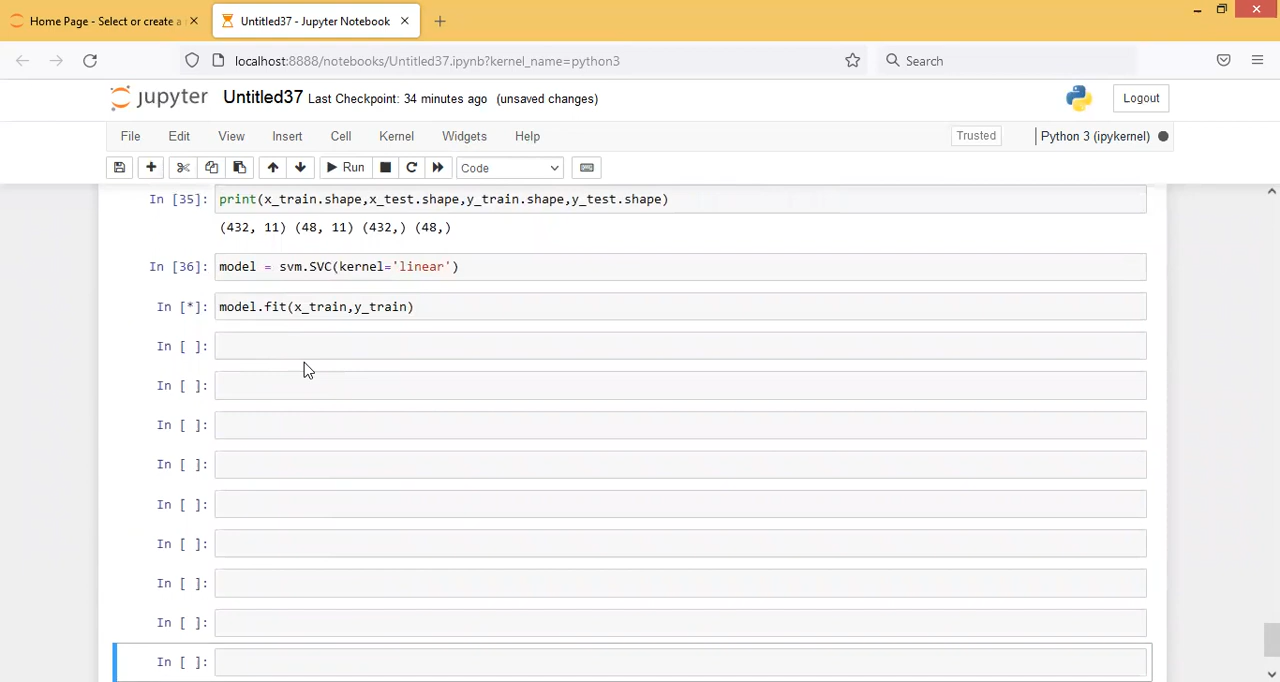 Home Page - Select or create a
Untitled37 - Jupyter Notebook
localhost:8888/notebooks/Untitled37.ipynb?kernel_name=python3
Search
jupyter Untitled37 Last Checkpoint: 34 minutes ago (unsaved changes)
Logout
File Edit View Insert Cell Kernel Widgets Help
Trusted
Python 3 (ipykernel)
Run
Code
In [35]: print(x_train.shape,x_test.shape,y_train.shape,y_test.shape)
(432, 11) (48, 11) (432,) (48,)
In [36]: model = svm.SVC(kernel='linear')
In [*]: model.fit(x_train,y_train)
In [ ]:
In [ ]:
In [ ]:
In [ ]:
In [ ]:
In [ ]:
In [ ]:
In [ ]:
In [ ]: